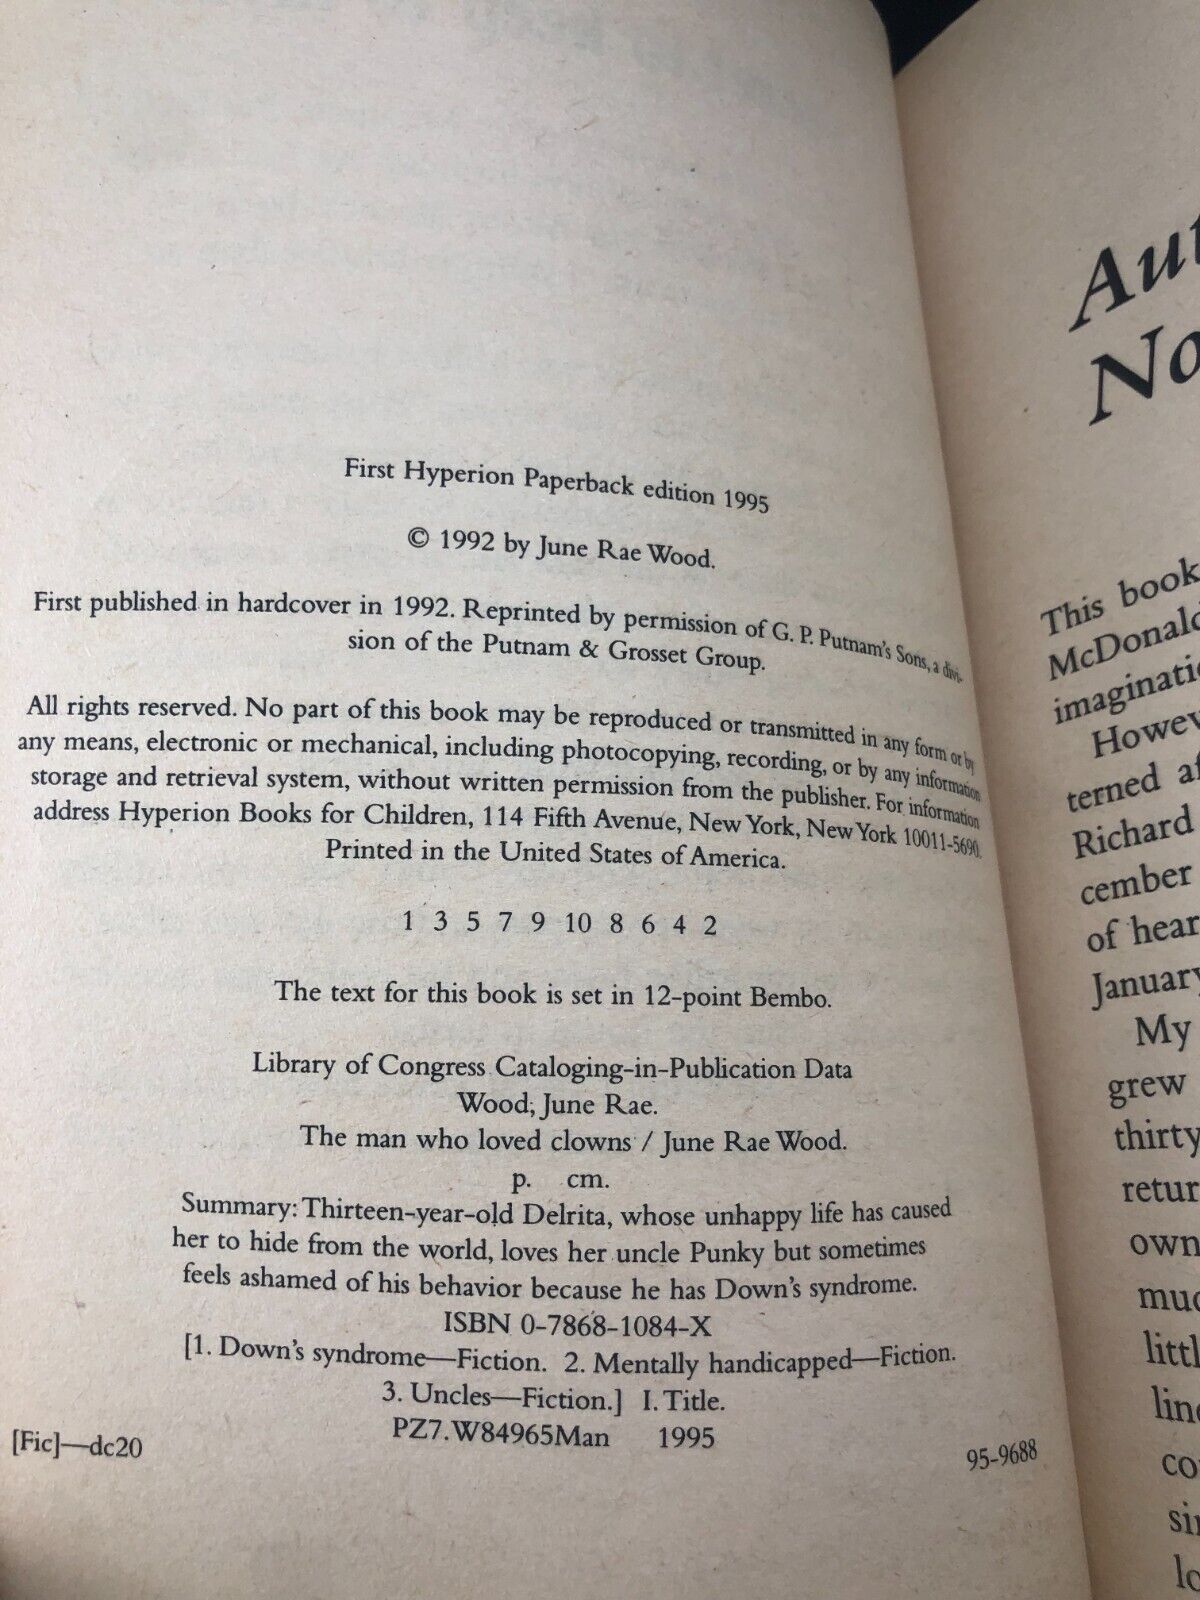 First Hyperion Paperback edition 1995
© 1992 by June Rae Wood.
First published in hardcover in 1992. Reprinted by permission of G. P. Putnam's Sons, a divi-
sion of the Putnam & Grosset Group.
All rights reserved. No part of this book may be reproduced or transmitted in any form or by
any means, electronic or mechanical, including photocopying, recording, or by any information
storage and retrieval system, without written permission from the publisher. For information
address Hyperion Books for Children, 114 Fifth Avenue, New York, New York 10011-5690.
Printed in the United States of America.
1 3 5 7 9 10 8 6 4 2
The text for this book is set in 12-point Bembo.
Library of Congress Cataloging-in-Publication Data
Wood, June Rae.
The man who loved clowns / June Rae Wood.
p. cm.
Summary: Thirteen-year-old Delrita, whose unhappy life has caused
her to hide from the world, loves her uncle Punky but sometimes
feels ashamed of his behavior because he has Down's syndrome.
ISBN 0-7868-1084-X
[1. Down's syndrome—Fiction. 2. Mentally handicapped—Fiction.
3. Uncles—Fiction.] I. Title.
PZ7.W84965Man 1995
[Fic]—dc20 95-9688
This book
McDonald
imaginati
Howev
terned af
Richard
cember
of hear
January
My
grew
thirty
retur
own
muc
littl
lin
co
si
lo